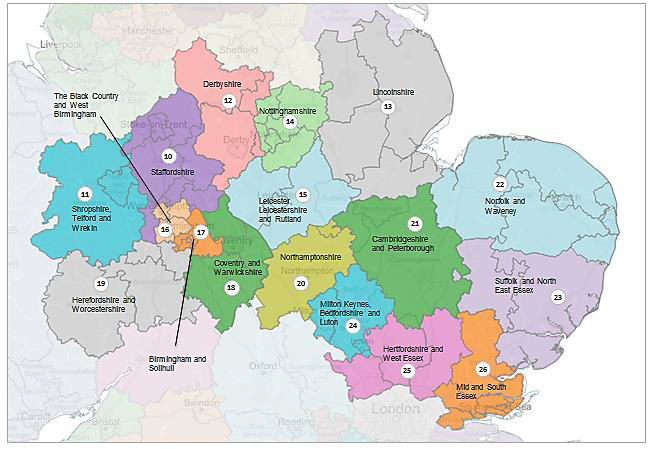 Liverpool
Manchester
Sheffield
Derbyshire
12
The Black Country
and West
Birmingham
Lincolnshire
13
Nottinghamshire
14
Stoke-on-Trent
Derby
10
Staffordshire
11
Shropshire,
Telford and
Wrekin
15
Leicester,
Leicestershire
and Rutland
22
Norfolk and
Waveney
16
17
21
Cambridgeshire
and Peterborough
Coventry and
Warwickshire
18
Northamptonshire
Northampton
20
19
Herefordshire and
Worcestershire
Suffolk and North
East Essex
23
Milton Keynes,
Bedfordshire and
Luton
24
Birmingham and
Solihull
Hertfordshire and
West Essex
25
26
Mid and South
Essex
Oxford
Swindon
London
Cardiff
Bristol
Reading